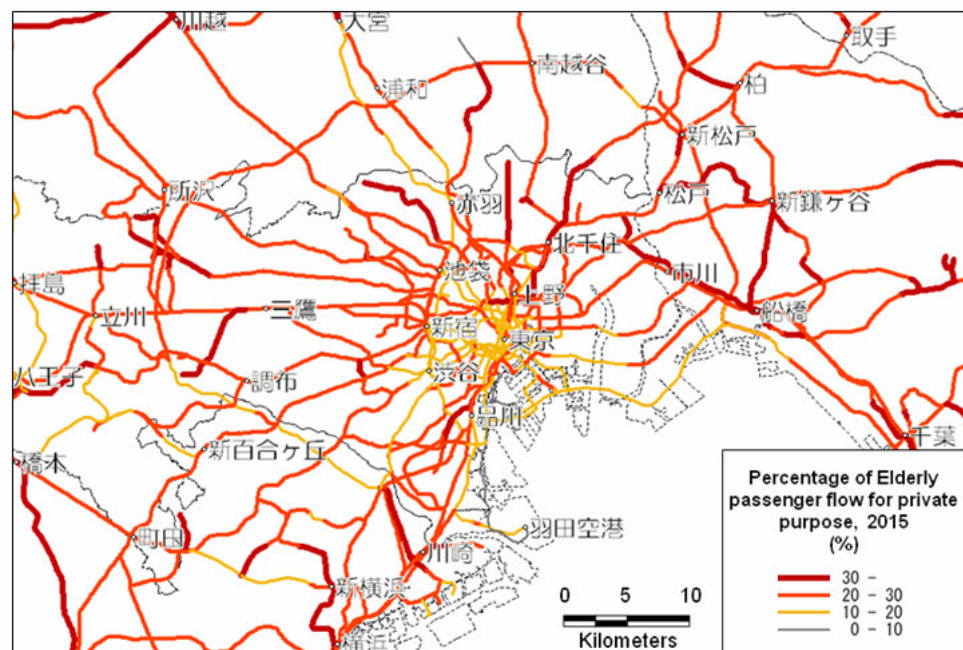 川越
大宮
取手
南越谷
柏
浦和
新松戸
所沢
赤羽
松戸
新鎌ヶ谷
北千住
池袋
市川
拝島
上野
立川
三鷹
船橋
新宿
東京
八王子
調布
渋谷
品川
千葉
新百合ヶ丘
橋本
町田
羽田空港
川崎
新横浜
横浜
0 5 10
Kilometers
Percentage of Elderly
passenger flow for private
purpose, 2015
(%)
30 -
20 - 30
10 - 20
0 - 10